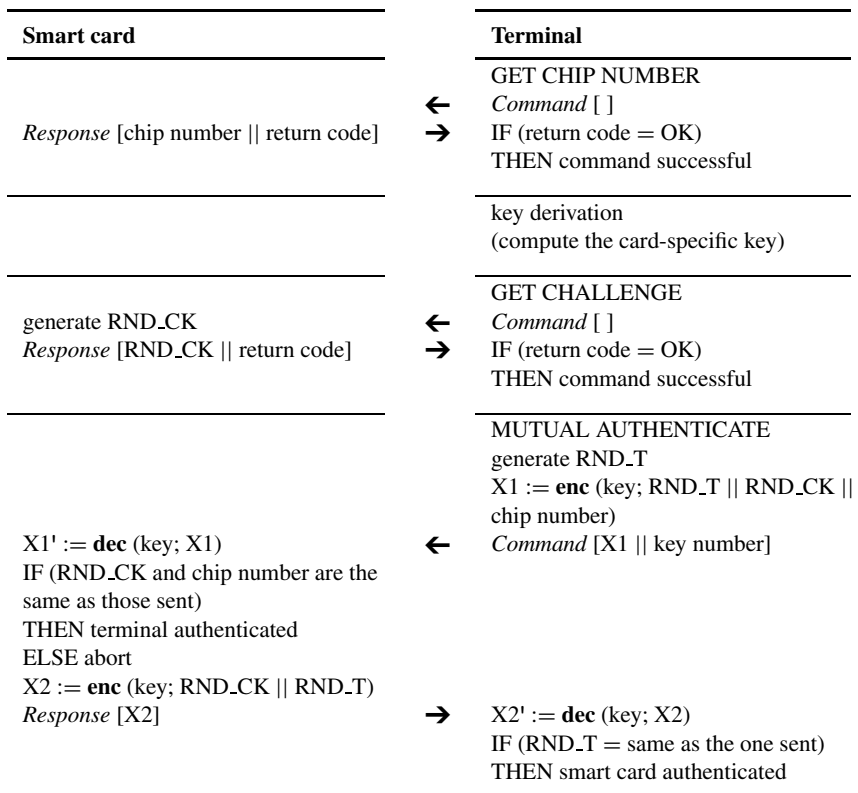 Smart card Terminal
GET CHIP NUMBER
← Command [ ]
Response [chip number || return code] → IF (return code = OK)
THEN command successful
key derivation
(compute the card-specific key)
GET CHALLENGE
generate RND_CK ← Command [ ]
Response [RND_CK || return code] → IF (return code = OK)
THEN command successful
MUTUAL AUTHENTICATE
generate RND_T
X1 := enc (key; RND_T || RND_CK ||
chip number)
X1' := dec (key; X1) ← Command [X1 || key number]
IF (RND_CK and chip number are the
same as those sent)
THEN terminal authenticated
ELSE abort
X2 := enc (key; RND_CK || RND_T)
Response [X2] → X2' := dec (key; X2)
IF (RND_T = same as the one sent)
THEN smart card authenticated